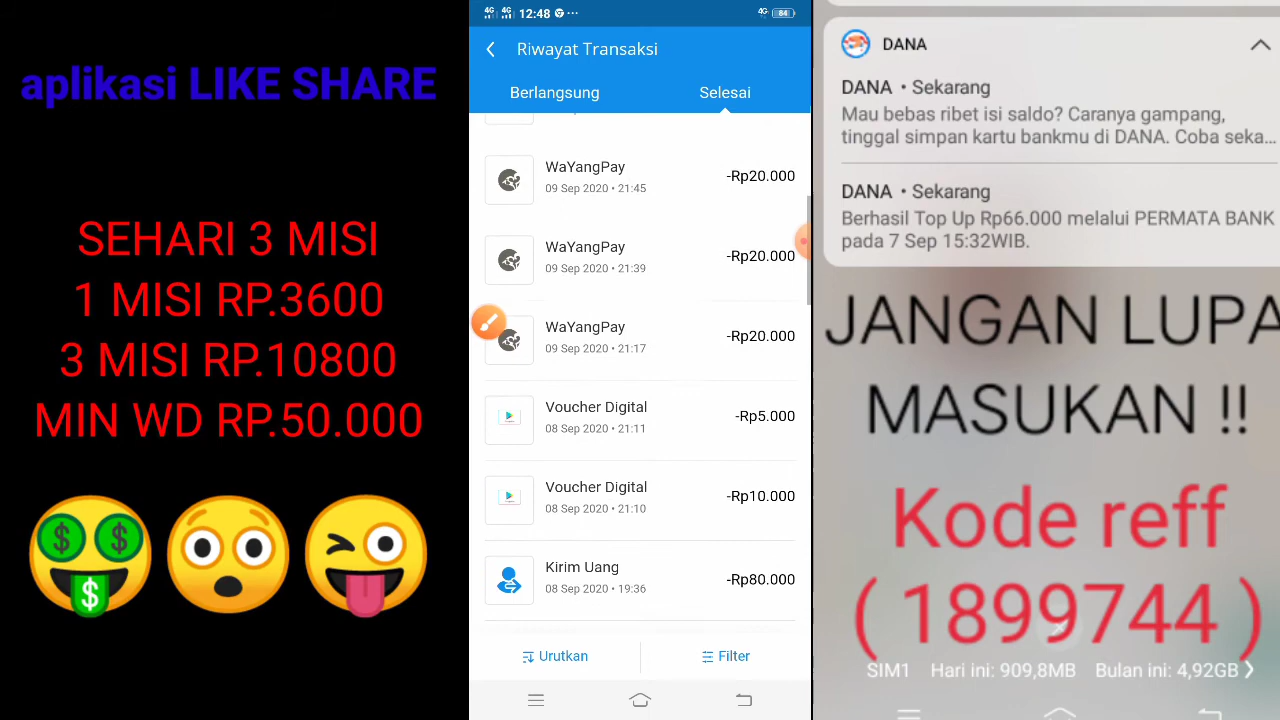 aplikasi LIKE SHARE
SEHARI 3 MISI
1 MISI RP.3600
3 MISI RP.10800
MIN WD RP.50.000
4G 4G 12:48 ··· 4G 84
Riwayat Transaksi
Berlangsung Selesai
WaYangPay -Rp20.000
09 Sep 2020 • 21:45
WaYangPay -Rp20.000
09 Sep 2020 • 21:39
WaYangPay -Rp20.000
09 Sep 2020 • 21:17
Voucher Digital -Rp5.000
08 Sep 2020 • 21:11
Voucher Digital -Rp10.000
08 Sep 2020 • 21:10
Kirim Uang -Rp80.000
08 Sep 2020 • 19:36
Urutkan Filter
DANA
DANA • Sekarang
Mau bebas ribet isi saldo? Caranya gampang,
tinggal simpan kartu bankmu di DANA. Coba seka...
DANA • Sekarang
Berhasil Top Up Rp66.000 melalui PERMATA BANK
pada 7 Sep 15:32WIB.
JANGAN LUPA
MASUKAN !!
Kode reff
( 1899744 )
SIM1 Hari ini: 909,8MB Bulan ini: 4,92GB